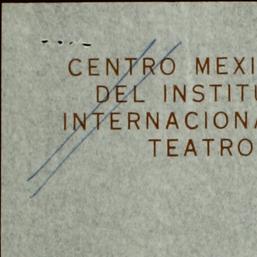 CENTRO MEXI
DEL INSTITU
INTERNACIONA
TEATRO